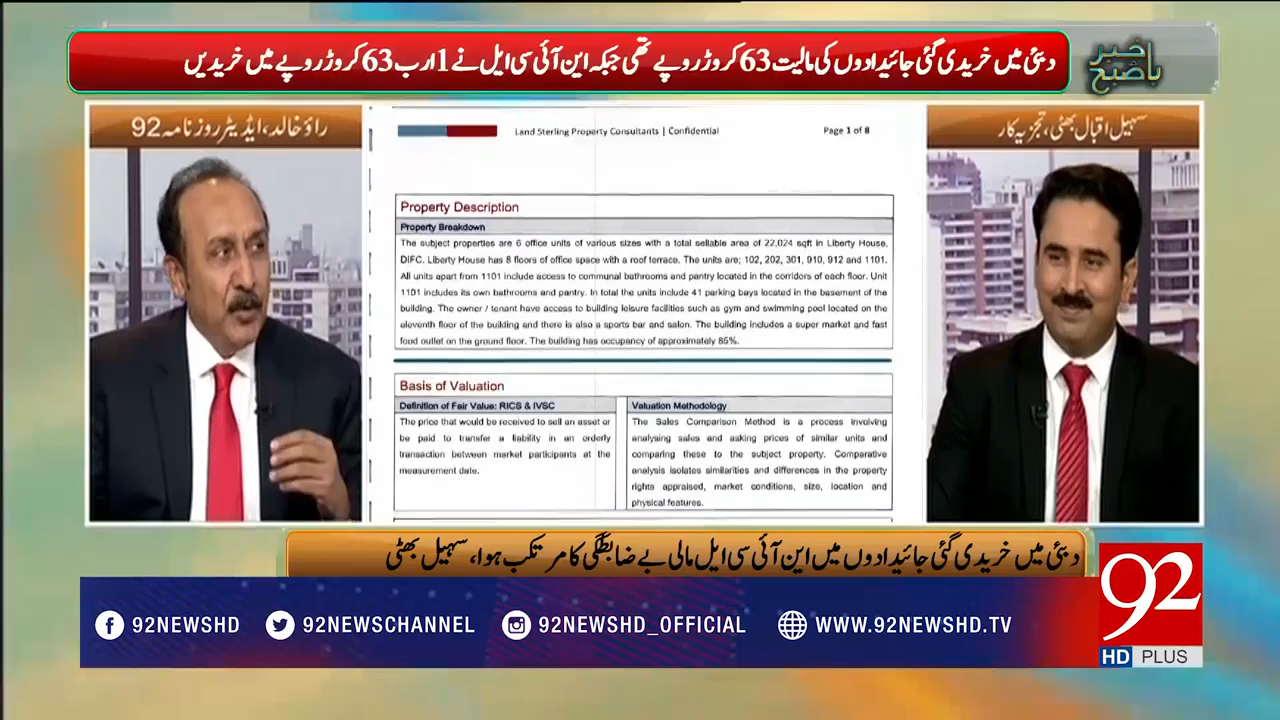 دبئی میں خریدی گئی جائیدادوں کی مالیت 63 کروڑ روپے تھی جبکہ این آئی سی ایل نے 1 ارب 63 کروڑ روپے میں خریدیں
باخبر صبح
راؤ خالد، ایڈیٹر روزنامہ 92
Land Sterling Property Consultants | Confidential
Page 1 of 8
سہیل اقبال بھٹی، تجزیہ کار
Property Description
Property Breakdown
The subject properties are 6 office units of various sizes with a total sellable area of 22,024 sqft in Liberty House,
DIFC. Liberty House has 8 floors of office space with a roof terrace. The units are; 102, 202, 301, 910, 912 and 1101.
All units apart from 1101 include access to communal bathrooms and pantry located in the corridors of each floor. Unit
1101 includes its own bathrooms and pantry. In total the units include 41 parking bays located in the basement of the
building. The owner / tenant have access to building leisure facilities such as gym and swimming pool located on the
eleventh floor of the building and there is also a sports bar and salon. The building includes a super market and fast
food outlet on the ground floor. The building has occupancy of approximately 85%.
Basis of Valuation
Definition of Fair Value: RICS & IVSC
The price that would be received to sell an asset or
be paid to transfer a liability in an orderly
transaction between market participants at the
measurement date.
Valuation Methodology
The Sales Comparison Method is a process involving
analysing sales and asking prices of similar units and
comparing these to the subject property. Comparative
analysis isolates similarities and differences in the property
rights appraised, market conditions, size, location and
physical features.
دبئی میں خریدی گئی جائیدادوں میں این آئی سی ایل مالی بے ضابطگی کا مرتکب ہوا، سہیل بھٹی
92NEWSHD
92NEWSCHANNEL
92NEWSHD_OFFICIAL
WWW.92NEWSHD.TV
92
HD PLUS